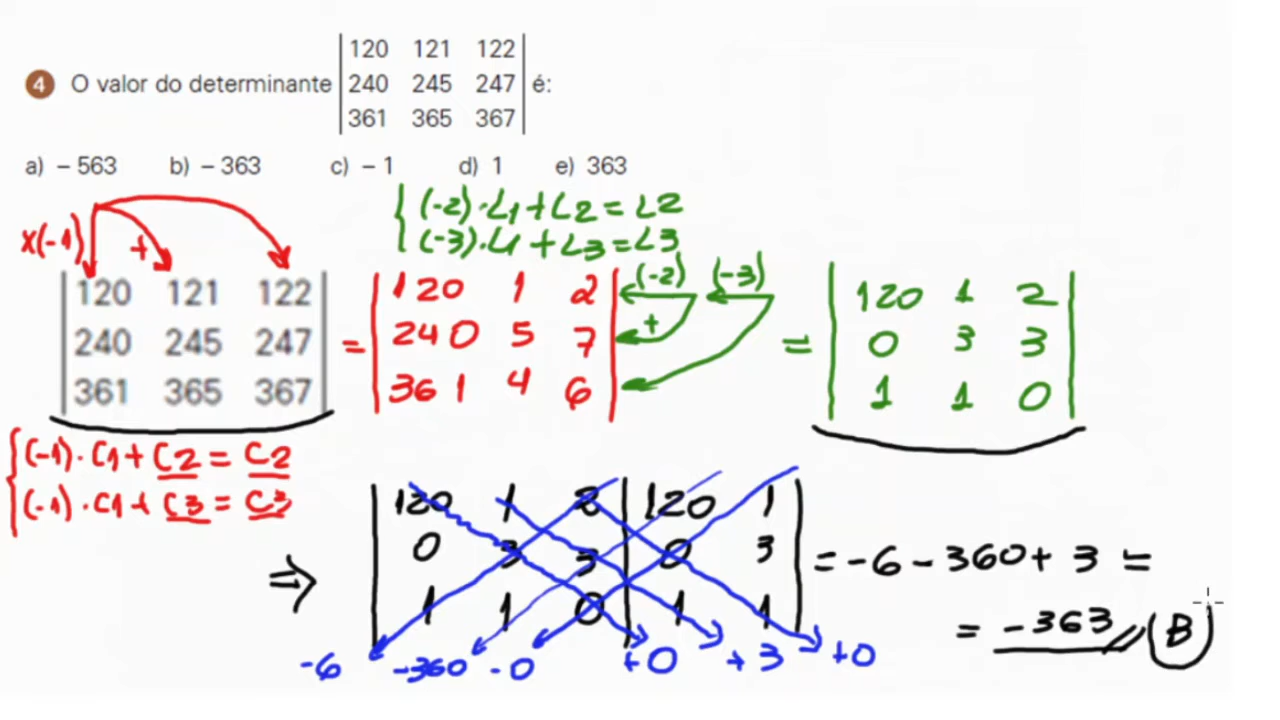 120 121 122
4 O valor do determinante 240 245 247 é:
361 365 367
a) – 563 b) – 363 c) – 1 d) 1 e) 363
(-2)·L1+L2=L2
(-3)·L1+L3=L3
x(-1) +
(-2) (-3)
+
120 121 122
240 245 247
361 365 367
=
120 1 2
240 5 7
361 4 6
=
120 1 2
0 3 3
1 1 0
(-1)·C1+C2=C2
(-1)·C1+C3=C3
⇒
120 1 2 120 1
0 3 3 0 3
1 1 0 1 1
-6 -360 -0 +0 +3 +0
=-6-360+3=
=-363 B